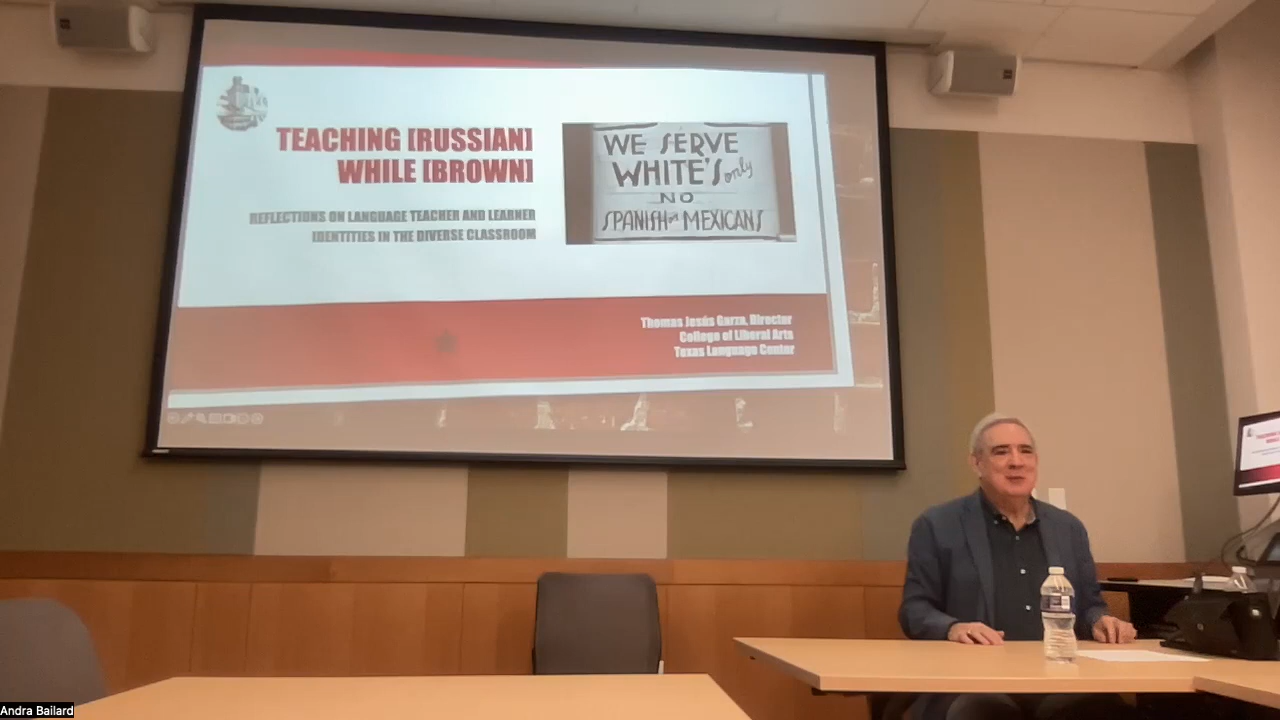 TEACHING [RUSSIAN]
WHILE [BROWN]
REFLECTIONS ON LANGUAGE TEACHER AND LEARNER
IDENTITIES IN THE DIVERSE CLASSROOM
WE SERVE
WHITE'S only
NO
SPANISH or MEXICANS
Thomas Jesús Garza, Director
College of Liberal Arts
Texas Language Center
Andra Bailard